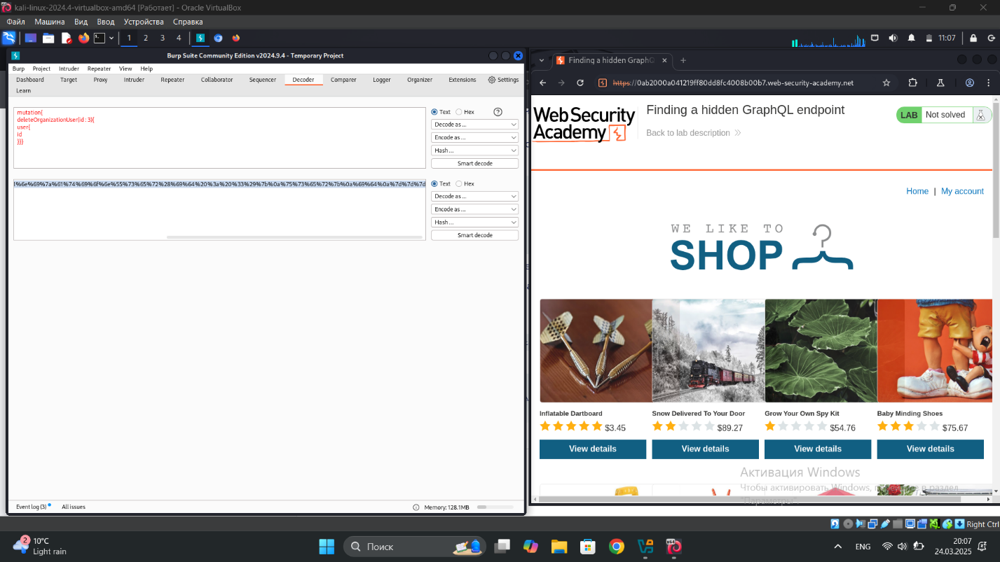 kali-linux-2024.4-virtualbox-amd64 [Работает] - Oracle VirtualBox
Файл Машина Вид Ввод Устройства Справка
1 2 3 4 11:07
Burp Suite Community Edition v2024.9.4 - Temporary Project
Burp Project Intruder Repeater View Help
Dashboard Target Proxy Intruder Repeater Collaborator Sequencer Decoder Comparer Logger Organizer Extensions Settings
Learn
mutation{
deleteOrganizationUser(id : 3){
user{
id
}}}
Text Hex
Decode as ...
Encode as ...
Hash ...
Smart decode
%6e%69%7a%61%74%69%6f%6e%55%73%65%72%28%69%64%20%3a%20%33%29%7b%0a%75%73%65%72%7b%0a%69%64%0a%7d%7d%7d
Text Hex
Decode as ...
Encode as ...
Hash ...
Smart decode
Event log (3) All issues
Memory: 128.1MB
Finding a hidden GraphQ
https://0ab2000a041219ff80dd8fc4008b00b7.web-security-academy.net
Web Security
Academy
Finding a hidden GraphQL endpoint
Back to lab description
LAB Not solved
Home | My account
WE LIKE TO
SHOP
Inflatable Dartboard
$3.45
View details
Snow Delivered To Your Door
$89.27
View details
Grow Your Own Spy Kit
$54.76
View details
Baby Minding Shoes
$75.67
View details
Активация Windows
Чтобы активировать Windows, в раздел
"Параметры".
Right Ctrl
2
10°C
Light rain
Поиск
ENG
20:07
24.03.2025